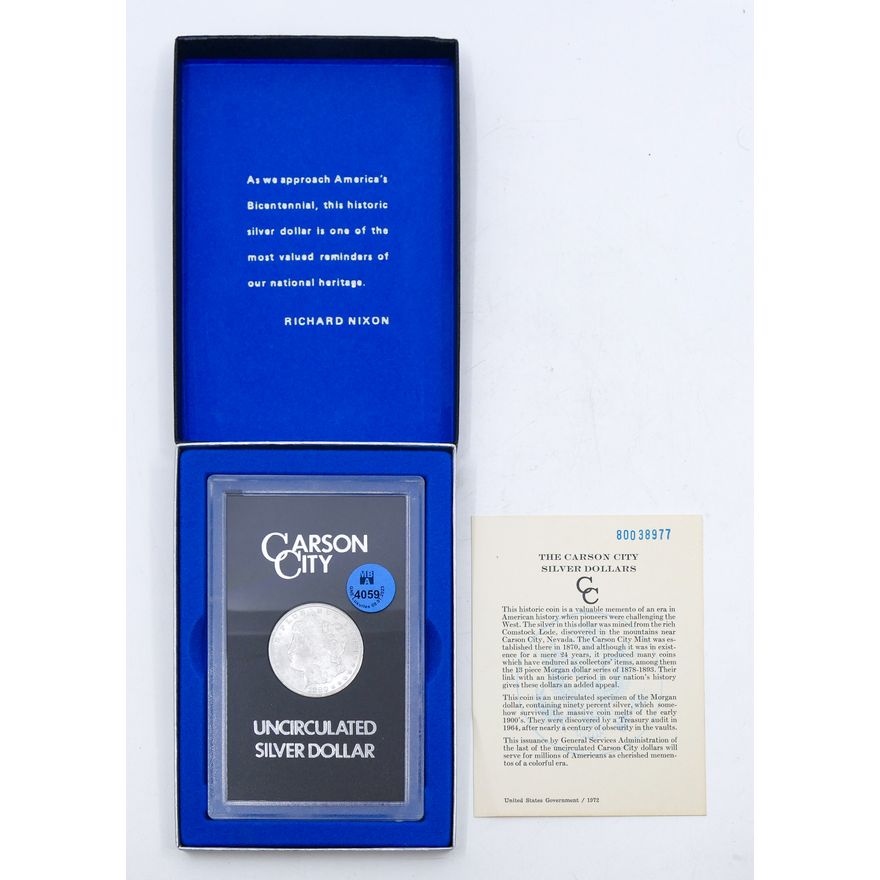 As we approach America's
Bicentennial, this historic
silver dollar is one of the
most valued reminders of
our national heritage.
RICHARD NIXON
CARSON
CITY
MB
A
4059
UNCIRCULATED
SILVER DOLLAR
80038977
THE CARSON CITY
SILVER DOLLARS
CC
This historic coin is a valuable memento of an era in
American history when pioneers were challenging the
West. The silver in this dollar was mined from the rich
Comstock Lode, discovered in the mountains near
Carson City, Nevada. The Carson City Mint was es-
tablished there in 1870, and although it was in exist-
ence for a mere 24 years, it produced many coins
which have endured as collectors' items, among them
the 13 piece Morgan dollar series of 1878-1893. Their
link with an historic period in our nation's history
gives these dollars an added appeal.
This coin is an uncirculated specimen of the Morgan
dollar, containing ninety percent silver, which some-
how survived the massive coin melts of the early
1900's. They were discovered by a Treasury audit in
1964, after nearly a century of obscurity in the vaults.
This issuance by General Services Administration of
the last of the uncirculated Carson City dollars will
serve for millions of Americans as cherished memen-
tos of a colorful era.
United States Government / 1972